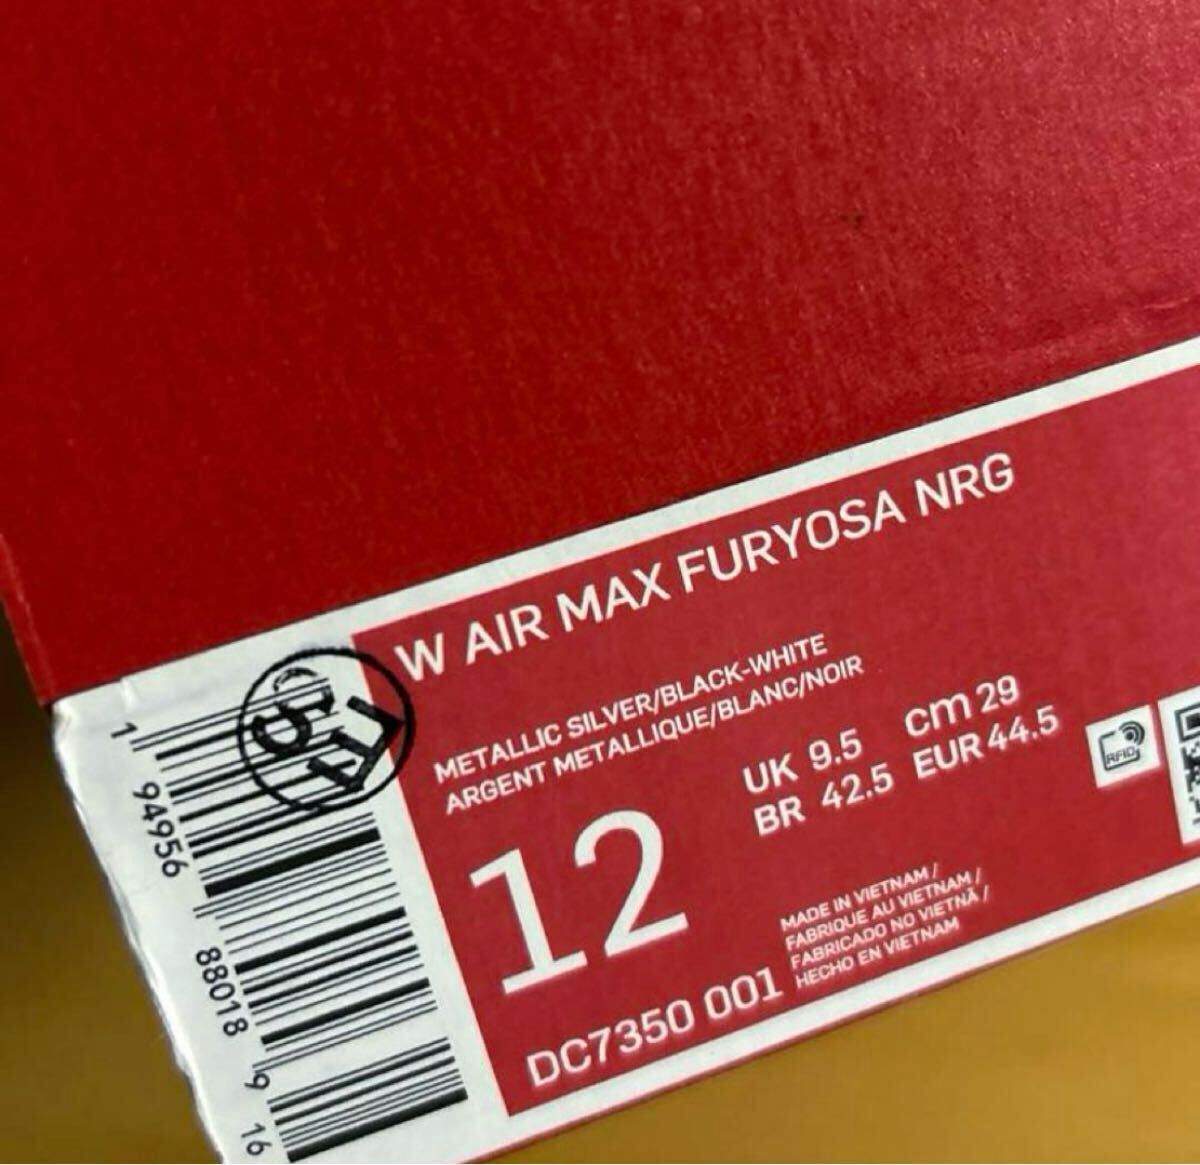 W AIR MAX FURYOSA NRG
METALLIC SILVER/BLACK-WHITE
ARGENT METALLIQUE/BLANC/NOIR
UK 9.5 cm 29
BR 42.5 EUR 44.5
RFID
12
MADE IN VIETNAM /
FABRIQUE AU VIETNAM /
FABRICADO NO VIETNÃ /
HECHO EN VIETNAM
DC7350 001
1 94956 88018 9 16